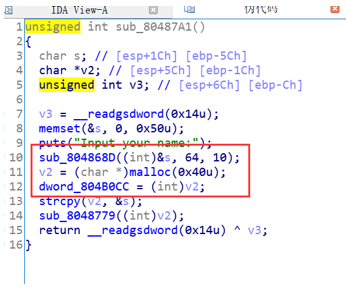 IDA View-A
伪代码
1 unsigned int sub_80487A1()
2 {
3 char s; // [esp+1Ch] [ebp-5Ch]
4 char *v2; // [esp+5Ch] [ebp-1Ch]
5 unsigned int v3; // [esp+6Ch] [ebp-Ch]
6
7 v3 = __readgsdword(0x14u);
8 memset(&s, 0, 0x50u);
9 puts("Input your name:");
10 sub_804868D((int)&s, 64, 10);
11 v2 = (char *)malloc(0x40u);
12 dword_804B0CC = (int)v2;
13 strcpy(v2, &s);
14 sub_8048779((int)v2);
15 return __readgsdword(0x14u) ^ v3;
16 }